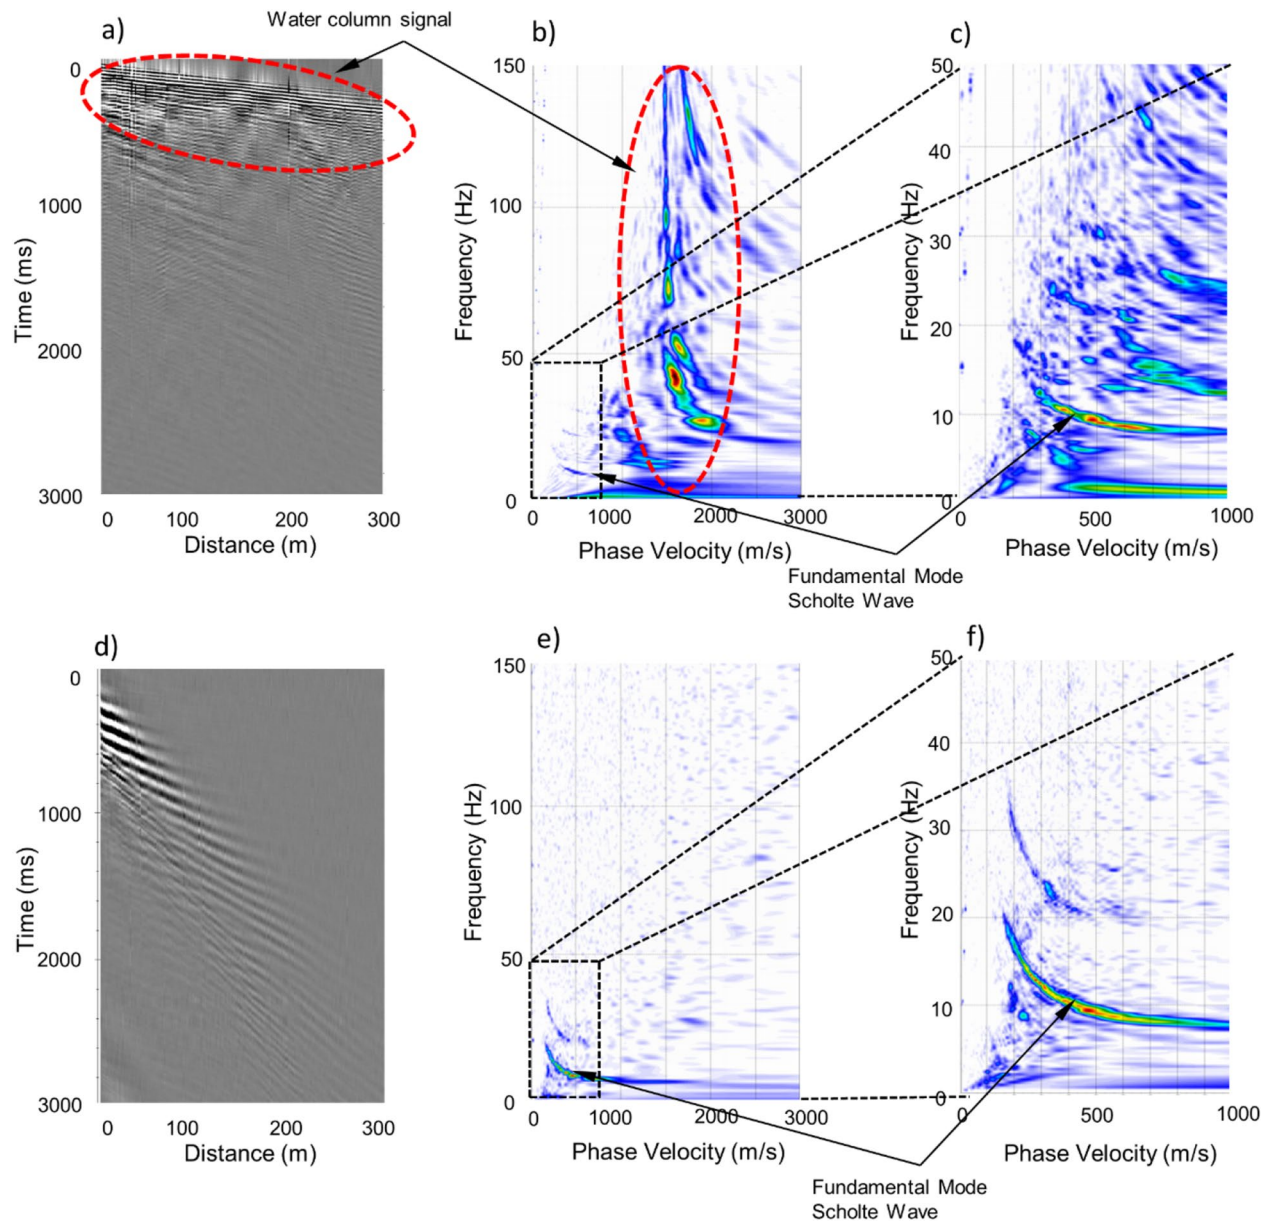 Water column signal
a)
b)
c)
0
1000
2000
3000
Time (ms)
0
100
200
300
Distance (m)
150
100
50
0
Frequency (Hz)
0
1000
2000
3000
Phase Velocity (m/s)
50
40
30
20
10
0
Frequency (Hz)
0
500
1000
Phase Velocity (m/s)
Fundamental Mode
Scholte Wave
d)
e)
f)
0
1000
2000
3000
Time (ms)
0
100
200
300
Distance (m)
150
100
50
0
Frequency (Hz)
0
1000
2000
3000
Phase Velocity (m/s)
50
40
30
20
10
0
Frequency (Hz)
0
500
1000
Phase Velocity (m/s)
Fundamental Mode
Scholte Wave